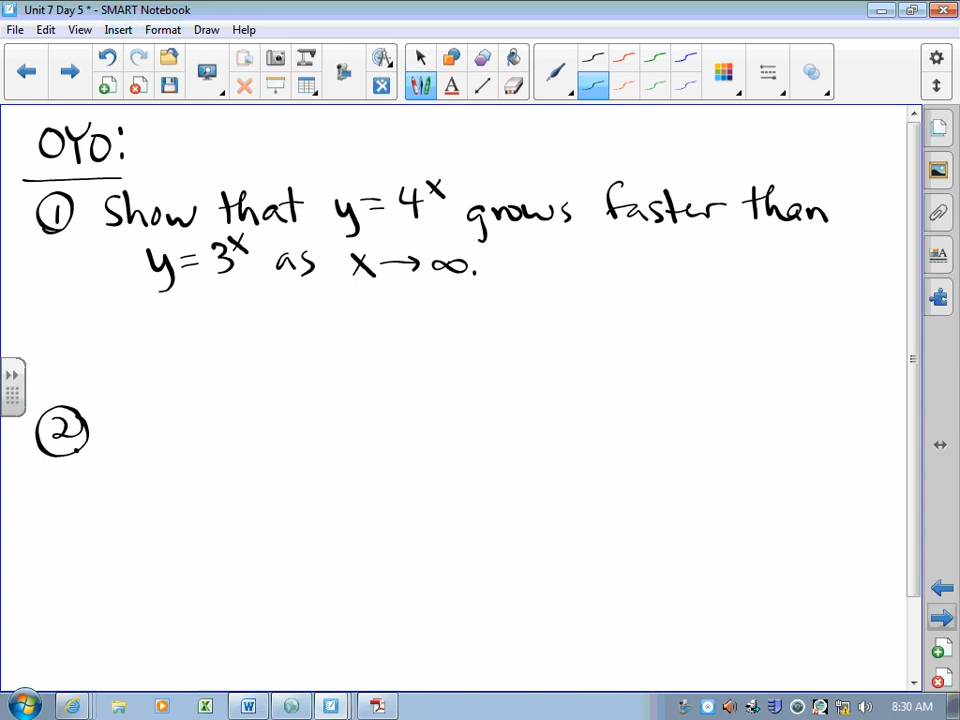 Unit 7 Day 5 * - SMART Notebook
File Edit View Insert Format Draw Help
OYO:
① Show that y = 4^x grows faster than
y = 3^x as x → ∞.
②
8:30 AM